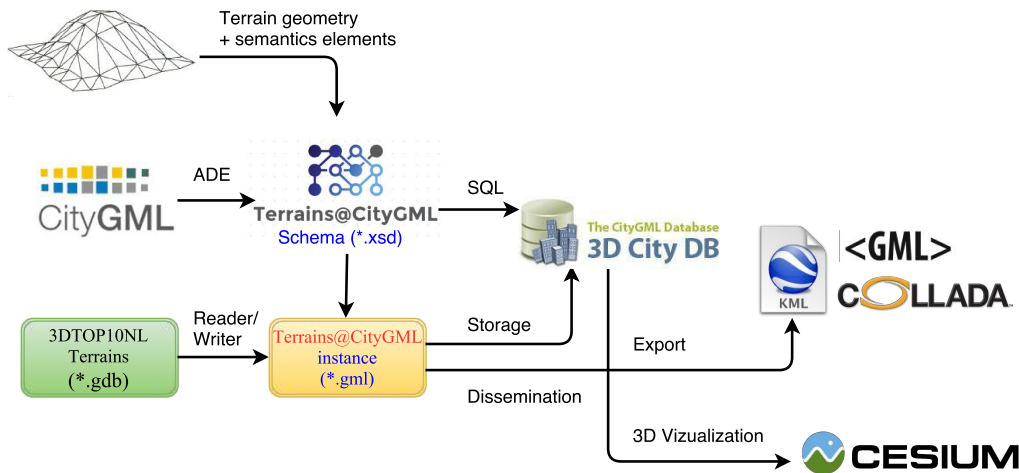 Terrain geometry
+ semantics elements
ADE
CityGML
Terrains@CityGML
Schema (*.xsd)
SQL
The CityGML Database
3D City DB
<GML>
KML
COLLADA
3DTOP10NL
Terrains
(*.gdb)
Reader/
Writer
Terrains@CityGML
instance
(*.gml)
Storage
Export
Dissemination
3D Vizualization
CESIUM